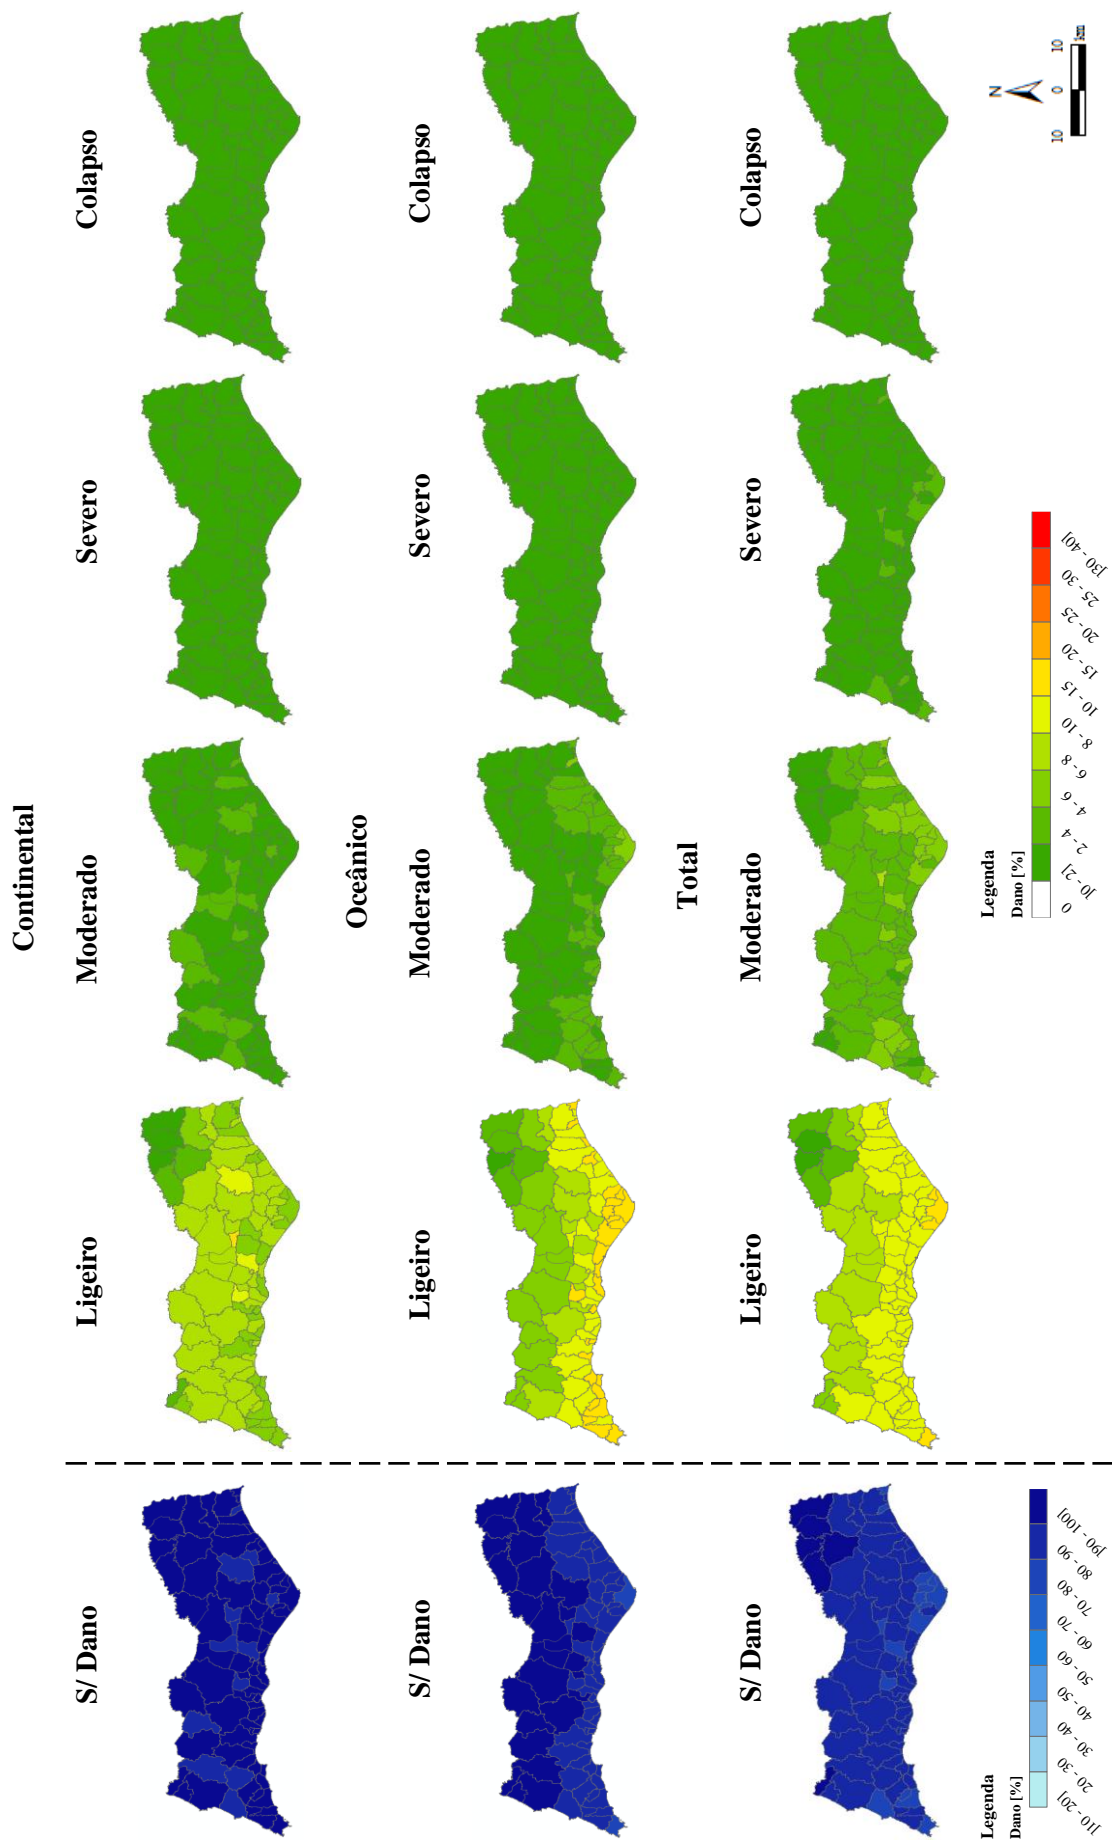 Continental
S/ Dano
Ligeiro
Moderado
Severo
Colapso
Oceânico
S/ Dano
Ligeiro
Moderado
Severo
Colapso
Total
S/ Dano
Ligeiro
Moderado
Severo
Colapso
Legenda
Dano [%]
]10 - 20]
20 - 30
30 - 40
40 - 50
50 - 60
60 - 70
70 - 80
80 - 90
]90 - 100]
Legenda
Dano [%]
0
]0 - 2]
2 - 4
4 - 6
6 - 8
8 - 10
10 - 15
15 - 20
20 - 25
25 - 30
]30 - 40]
N
10 0 10
km